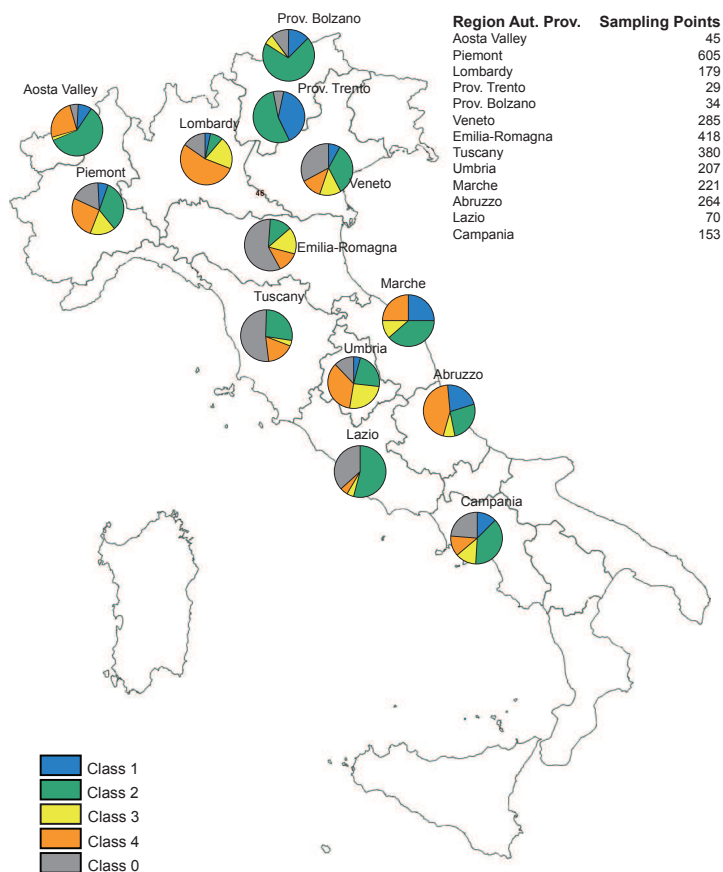 Prov. Bolzano
Region Aut. Prov. Sampling Points
Aosta Valley 45
Piemont 605
Lombardy 179
Prov. Trento 29
Prov. Bolzano 34
Veneto 285
Emilia-Romagna 418
Tuscany 380
Umbria 207
Marche 221
Abruzzo 264
Lazio 70
Campania 153
Prov. Trento
Aosta Valley
Lombardy
Piemont
Veneto
46
Emilia-Romagna
Marche
Tuscany
Umbria
Abruzzo
Lazio
Campania
Class 1
Class 2
Class 3
Class 4
Class 0